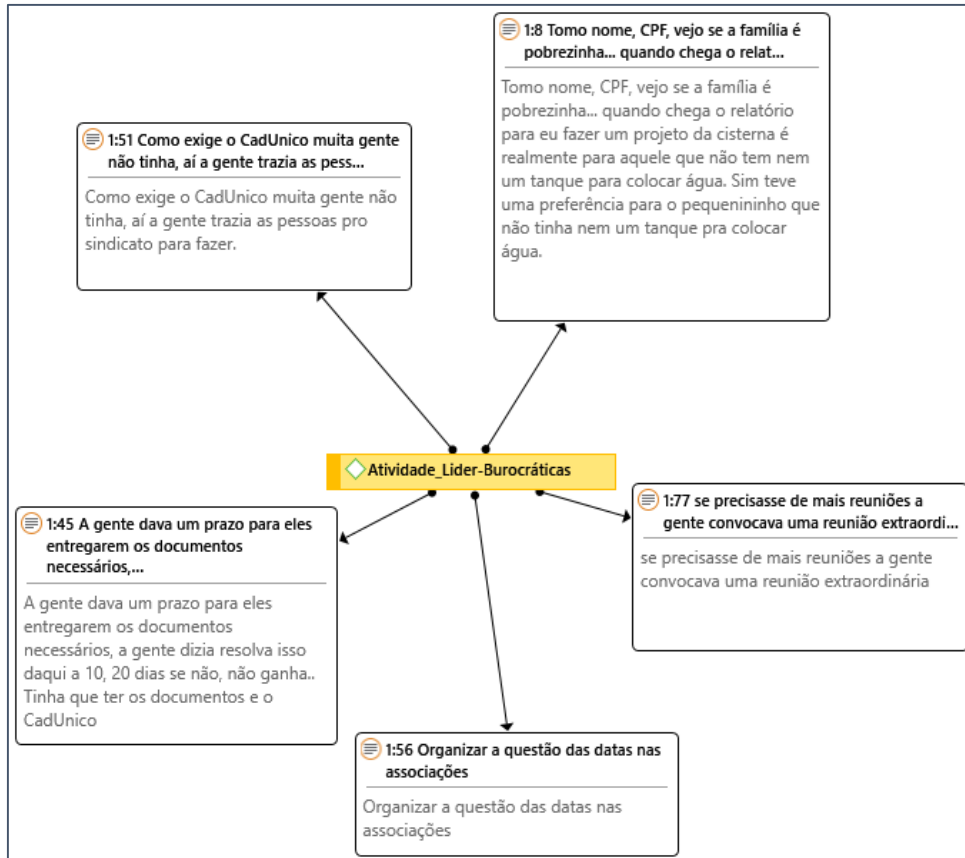 1:8 Tomo nome, CPF, vejo se a família é
pobrezinha... quando chega o relat...
Tomo nome, CPF, vejo se a família é
pobrezinha... quando chega o relatório
para eu fazer um projeto da cisterna é
realmente para aquele que não tem nem
um tanque para colocar água. Sim teve
uma preferência para o pequenininho que
não tinha nem um tanque pra colocar
água.
1:51 Como exige o CadUnico muita gente
não tinha, aí a gente trazia as pess...
Como exige o CadUnico muita gente não
tinha, aí a gente trazia as pessoas pro
sindicato para fazer.
Atividade_Lider-Burocráticas
1:45 A gente dava um prazo para eles
entregarem os documentos
necessários,...
A gente dava um prazo para eles
entregarem os documentos
necessários, a gente dizia resolva isso
daqui a 10, 20 dias se não, não ganha..
Tinha que ter os documentos e o
CadUnico
1:77 se precisasse de mais reuniões a
gente convocava uma reunião extraordi...
se precisasse de mais reuniões a gente
convocava uma reunião extraordinária
1:56 Organizar a questão das datas nas
associações
Organizar a questão das datas nas
associações